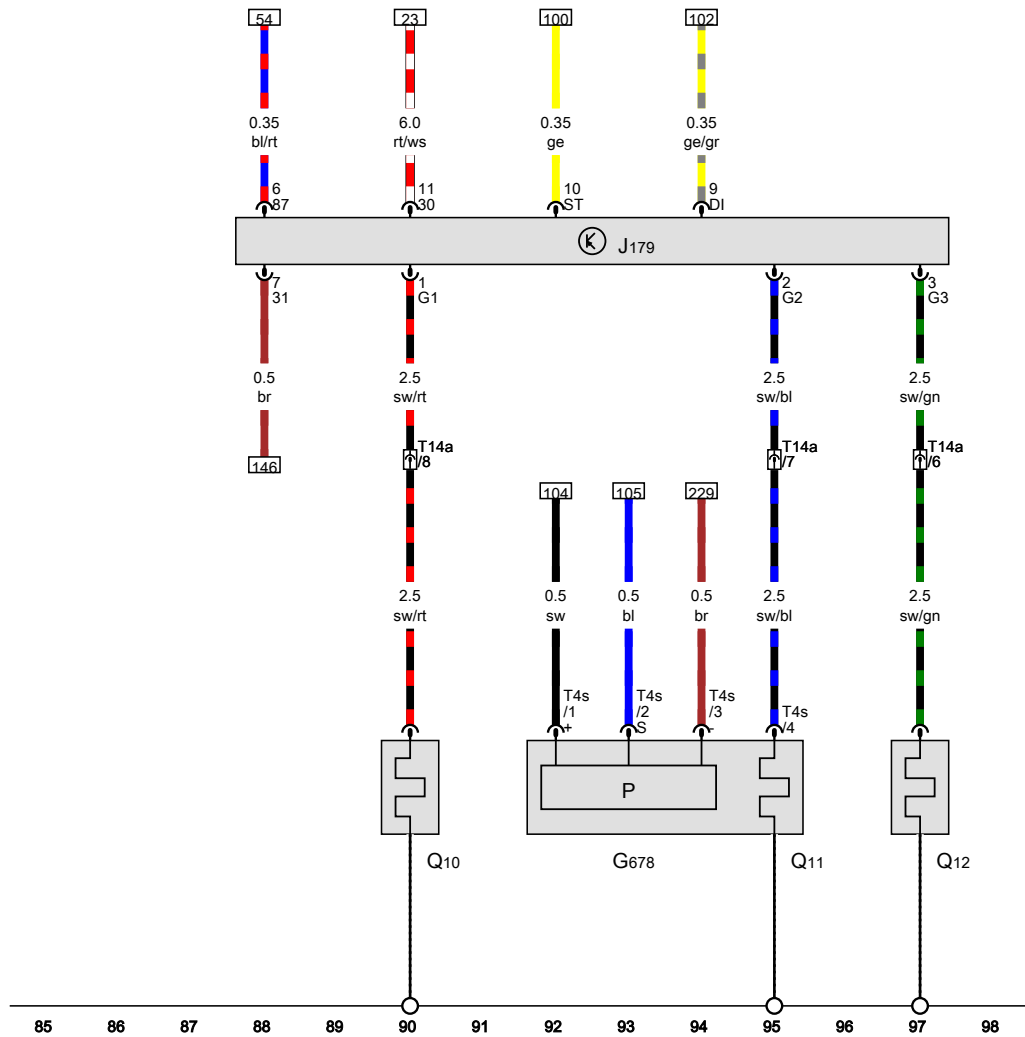 54 23 100 102
0.35 6.0 0.35 0.35
bl/rt rt/ws ge ge/gr
6 11 10 9
87 30 ST DI
J179
7 1 2 3
31 G1 G2 G3
0.5 2.5 2.5 2.5
br sw/rt sw/bl sw/gn
T14a T14a T14a
/8 /7 /6
146
104 105 229
2.5 0.5 0.5 0.5 2.5 2.5
sw/rt sw bl br sw/bl sw/gn
T4s T4s T4s T4s
/1 /2 /3 /4
+ S -
P
Q10 G678 Q11 Q12
85 86 87 88 89 90 91 92 93 94 95 96 97 98